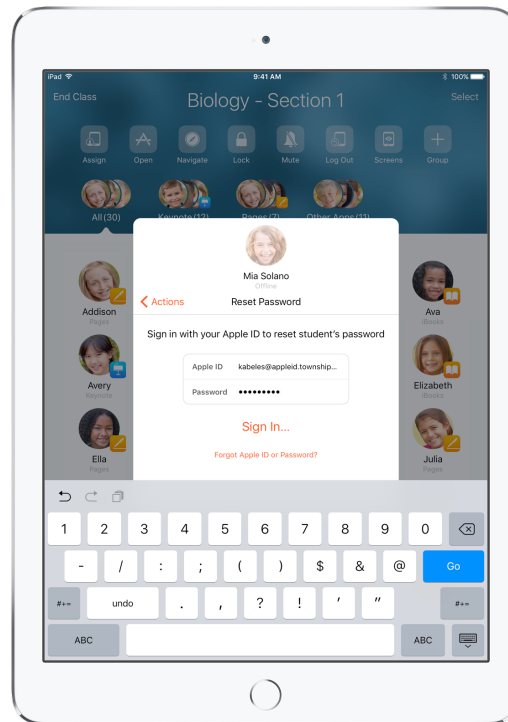 iPad 9:41 AM 100%
End Class Biology - Section 1 Select
Assign Open Navigate Lock Mute Log Out Screens Group
All (30) Keynote (12) Pages (7) Other Apps (11)
Mia Solano
Offline
Actions Reset Password
Sign in with your Apple ID to reset student's password
Apple ID kabeles@appleid.township...
Password •••••••••
Sign In...
Forgot Apple ID or Password?
Addison
Pages
Avery
Keynote
Ella
Pages
Ava
iBooks
Elizabeth
iBooks
Julia
Pages
1 2 3 4 5 6 7 8 9 0
- / : ; ( ) $ & @ Go
#+= undo . , ? ! ' " #+=
ABC ABC